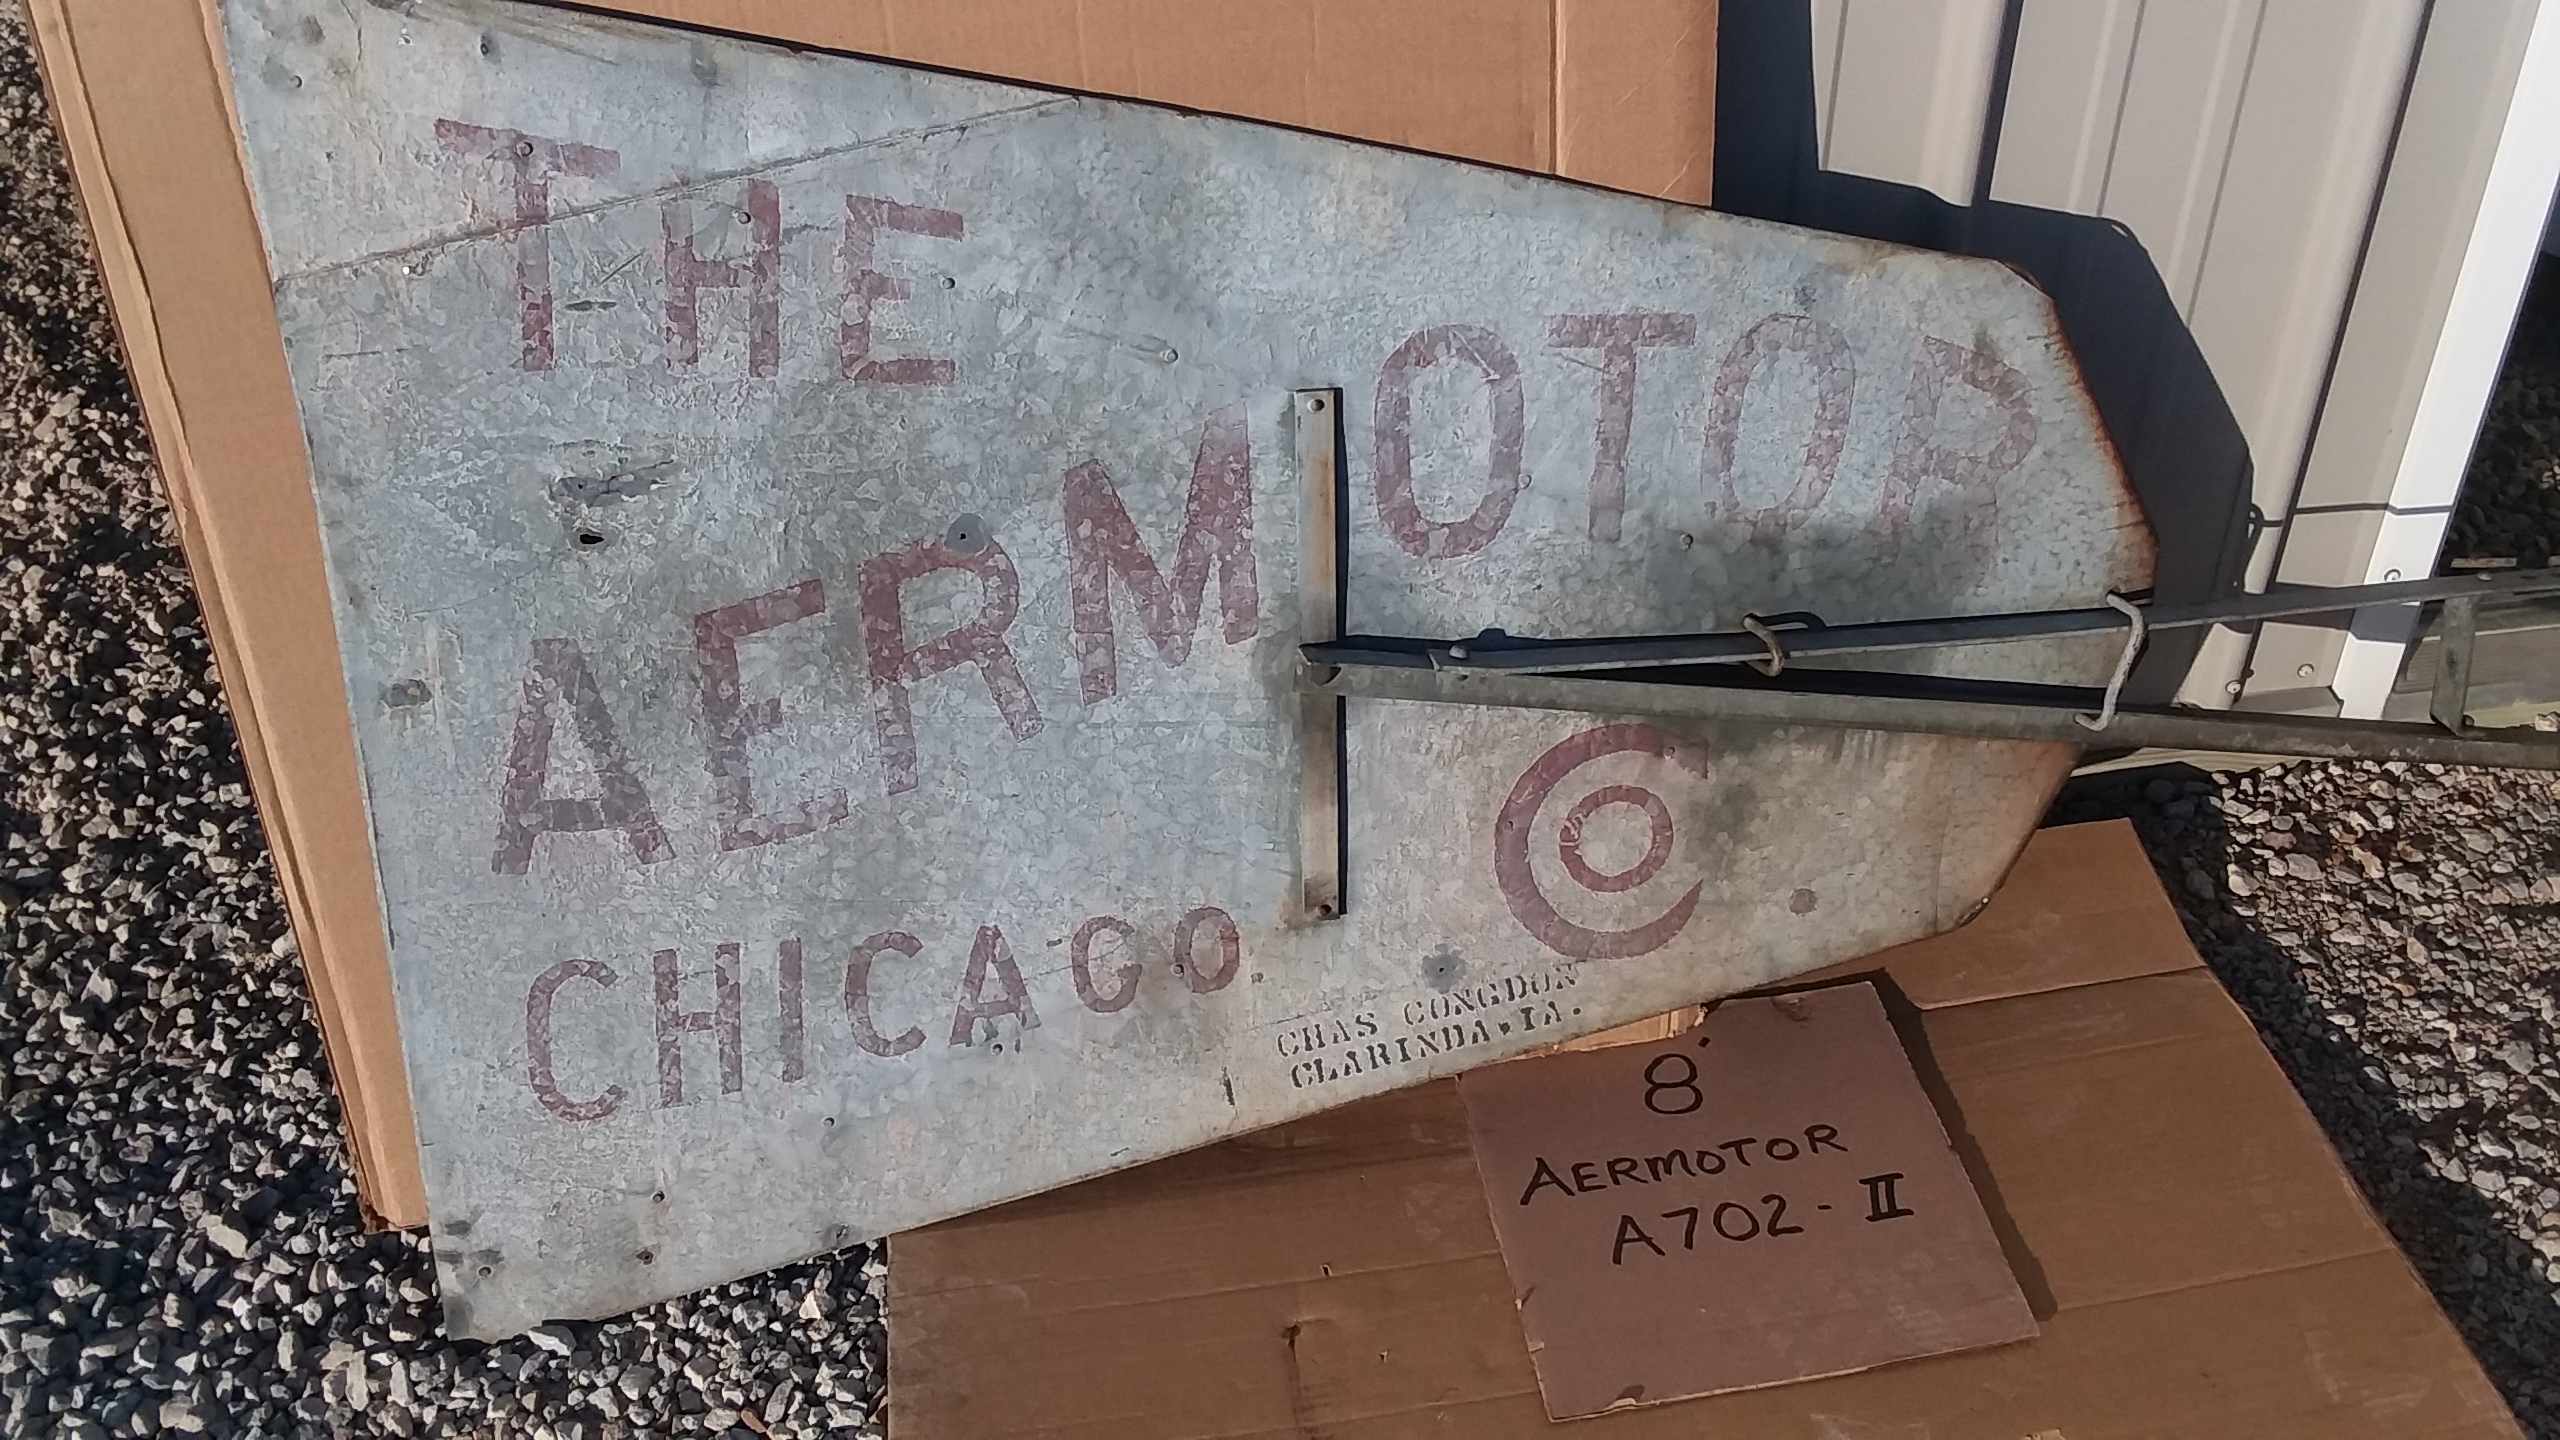 THE
AERMOTOR
CHICAGO
Co.
CHAS CONGDON
CLARINDA • IA.
8'
AERMOTOR
A702-II